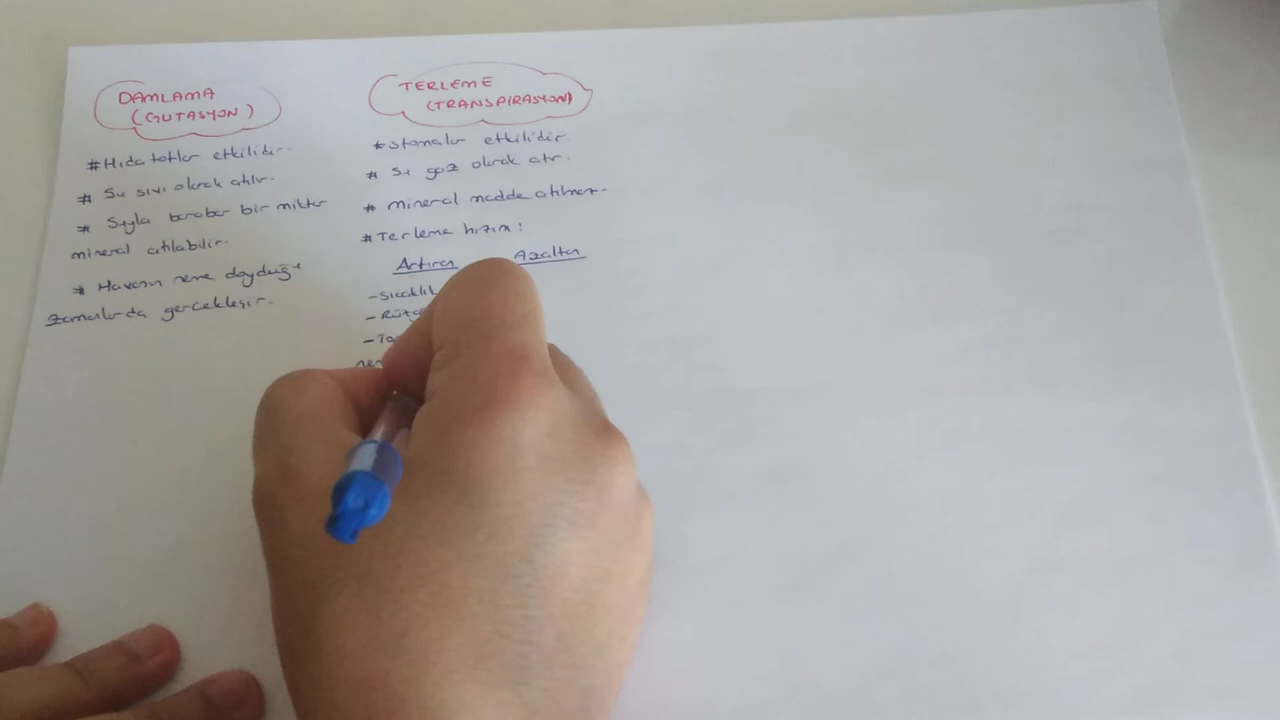 DAMLAMA
(GUTASYON)
# Hidatotlar etkilidir.
* Su sıvı olarak atılır.
* Suyla beraber bir miktar
mineral atılabilir.
* Havanın neme doyduğu
zamanlarda gerçekleşir.
TERLEME
(TRANSPIRASYON)
* Stomalar etkilidir.
* Su gaz olarak atılır.
* mineral madde atılmaz.
* Terleme hızını:
Artıran Azaltan
- Sıcaklık